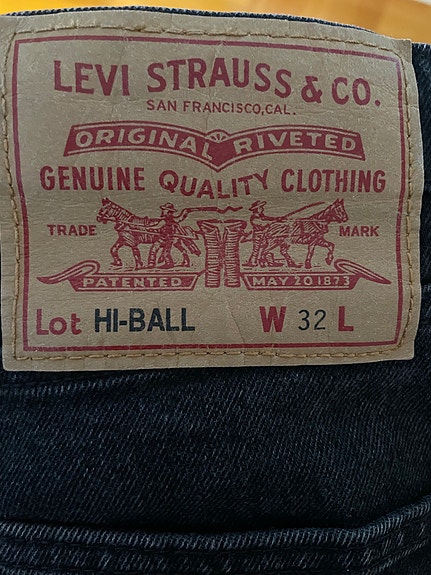 LEVI STRAUSS & CO.
SAN FRANCISCO, CAL.
ORIGINAL RIVETED
GENUINE QUALITY CLOTHING
TRADE MARK
PATENTED MAY 20 1873
Lot HI-BALL W 32 L